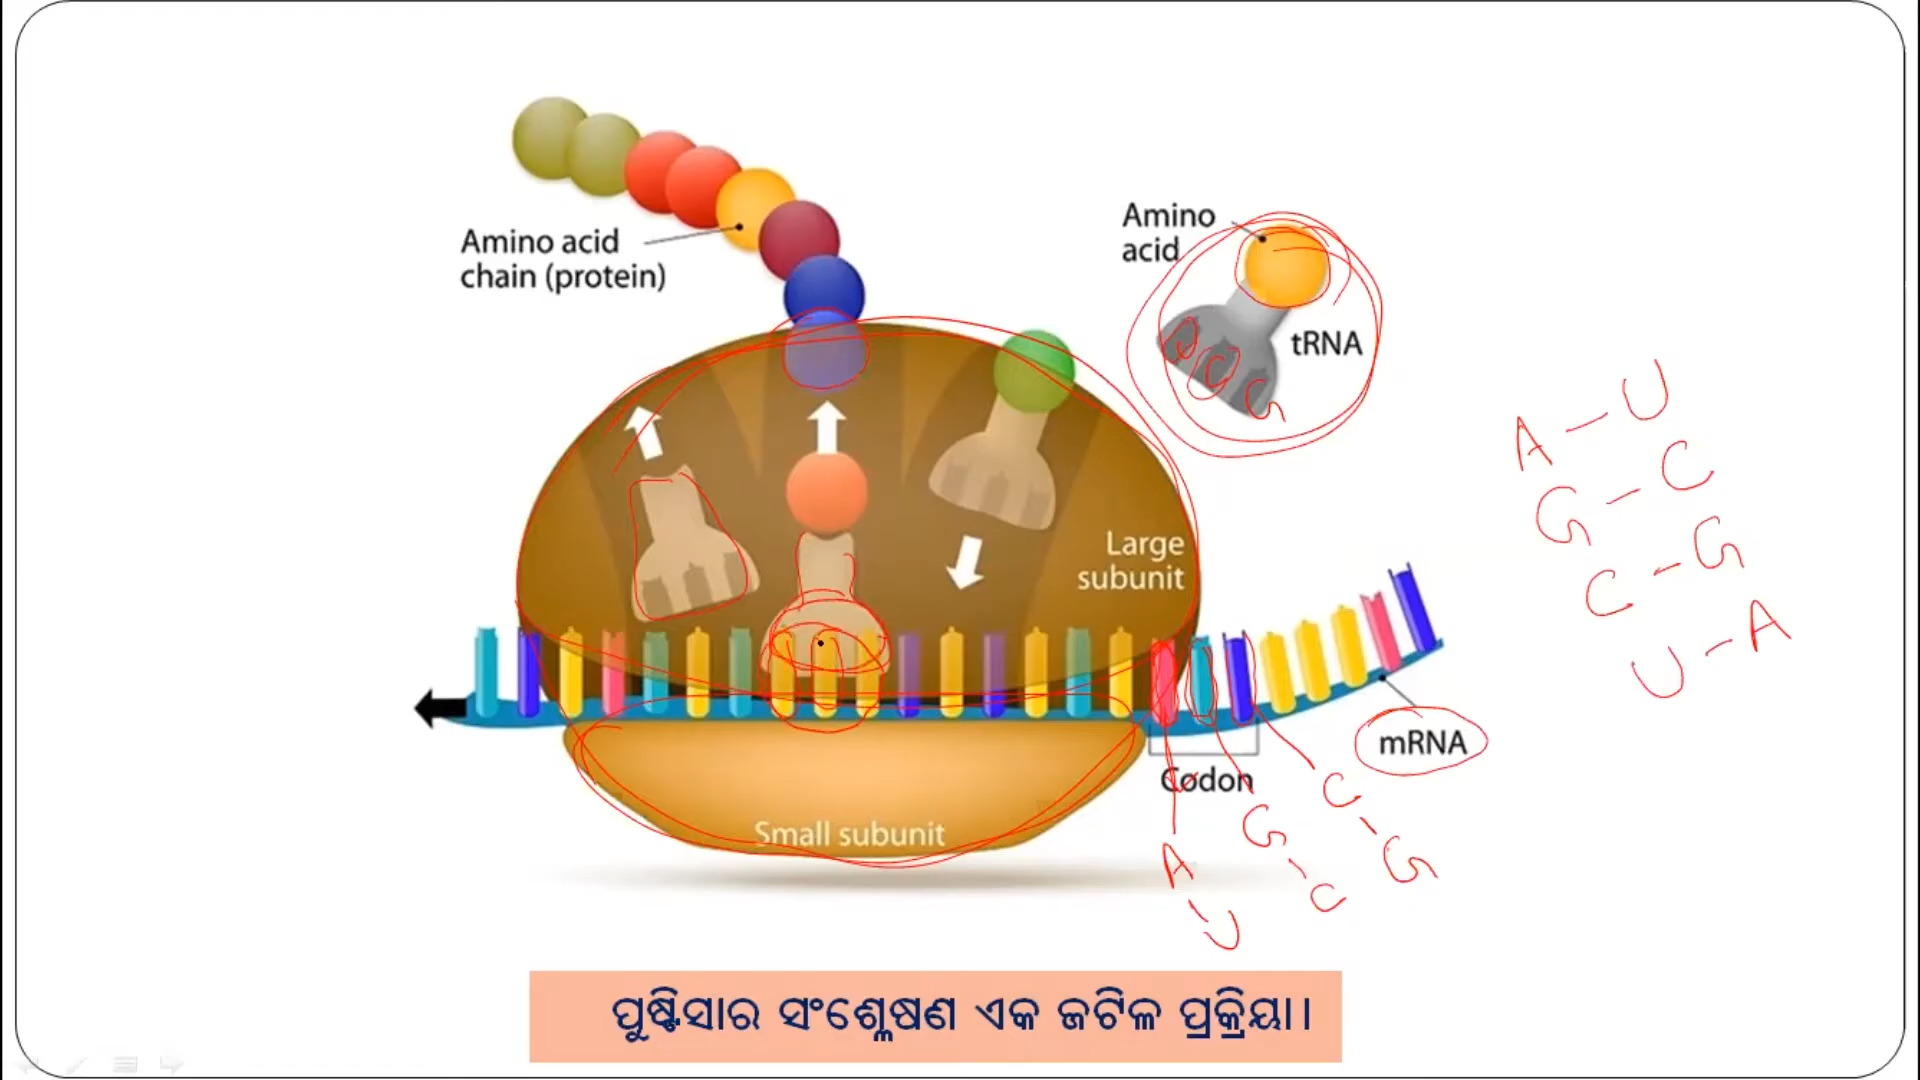 Amino acid
chain (protein)
Amino
acid
tRNA
A – U
G – C
C – G
U – A
Large
subunit
mRNA
Codon
Small subunit
A – U
G – C
C – G
ପୁଷ୍ଟିସାର ସଂଶ୍ଳେଷଣ ଏକ ଜଟିଳ ପ୍ରକ୍ରିୟା।